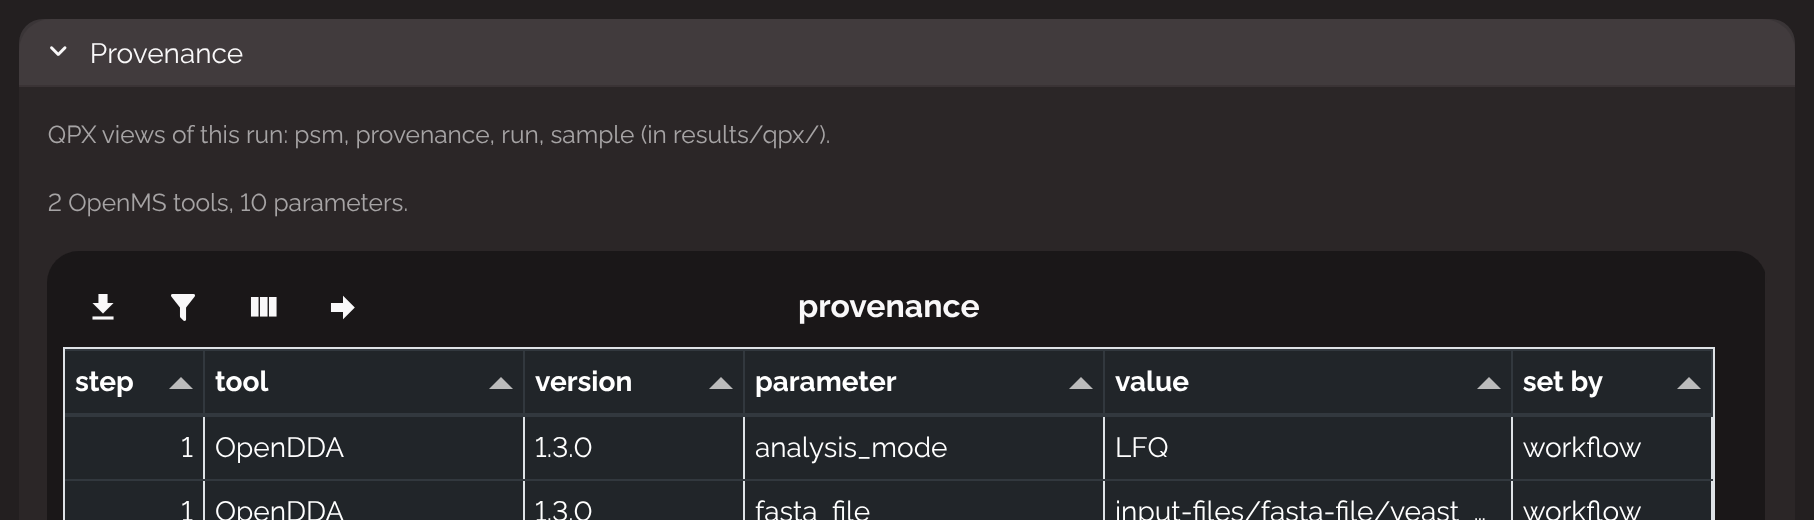 Provenance
QPX views of this run: psm, provenance, run, sample (in results/qpx/).
2 OpenMS tools, 10 parameters.
provenance
step tool version parameter value set by
1 OpenDDA 1.3.0 analysis_mode LFQ workflow
1 OpenDDA 1.3.0 fasta_file input-files/fasta-file/yeast_... workflow